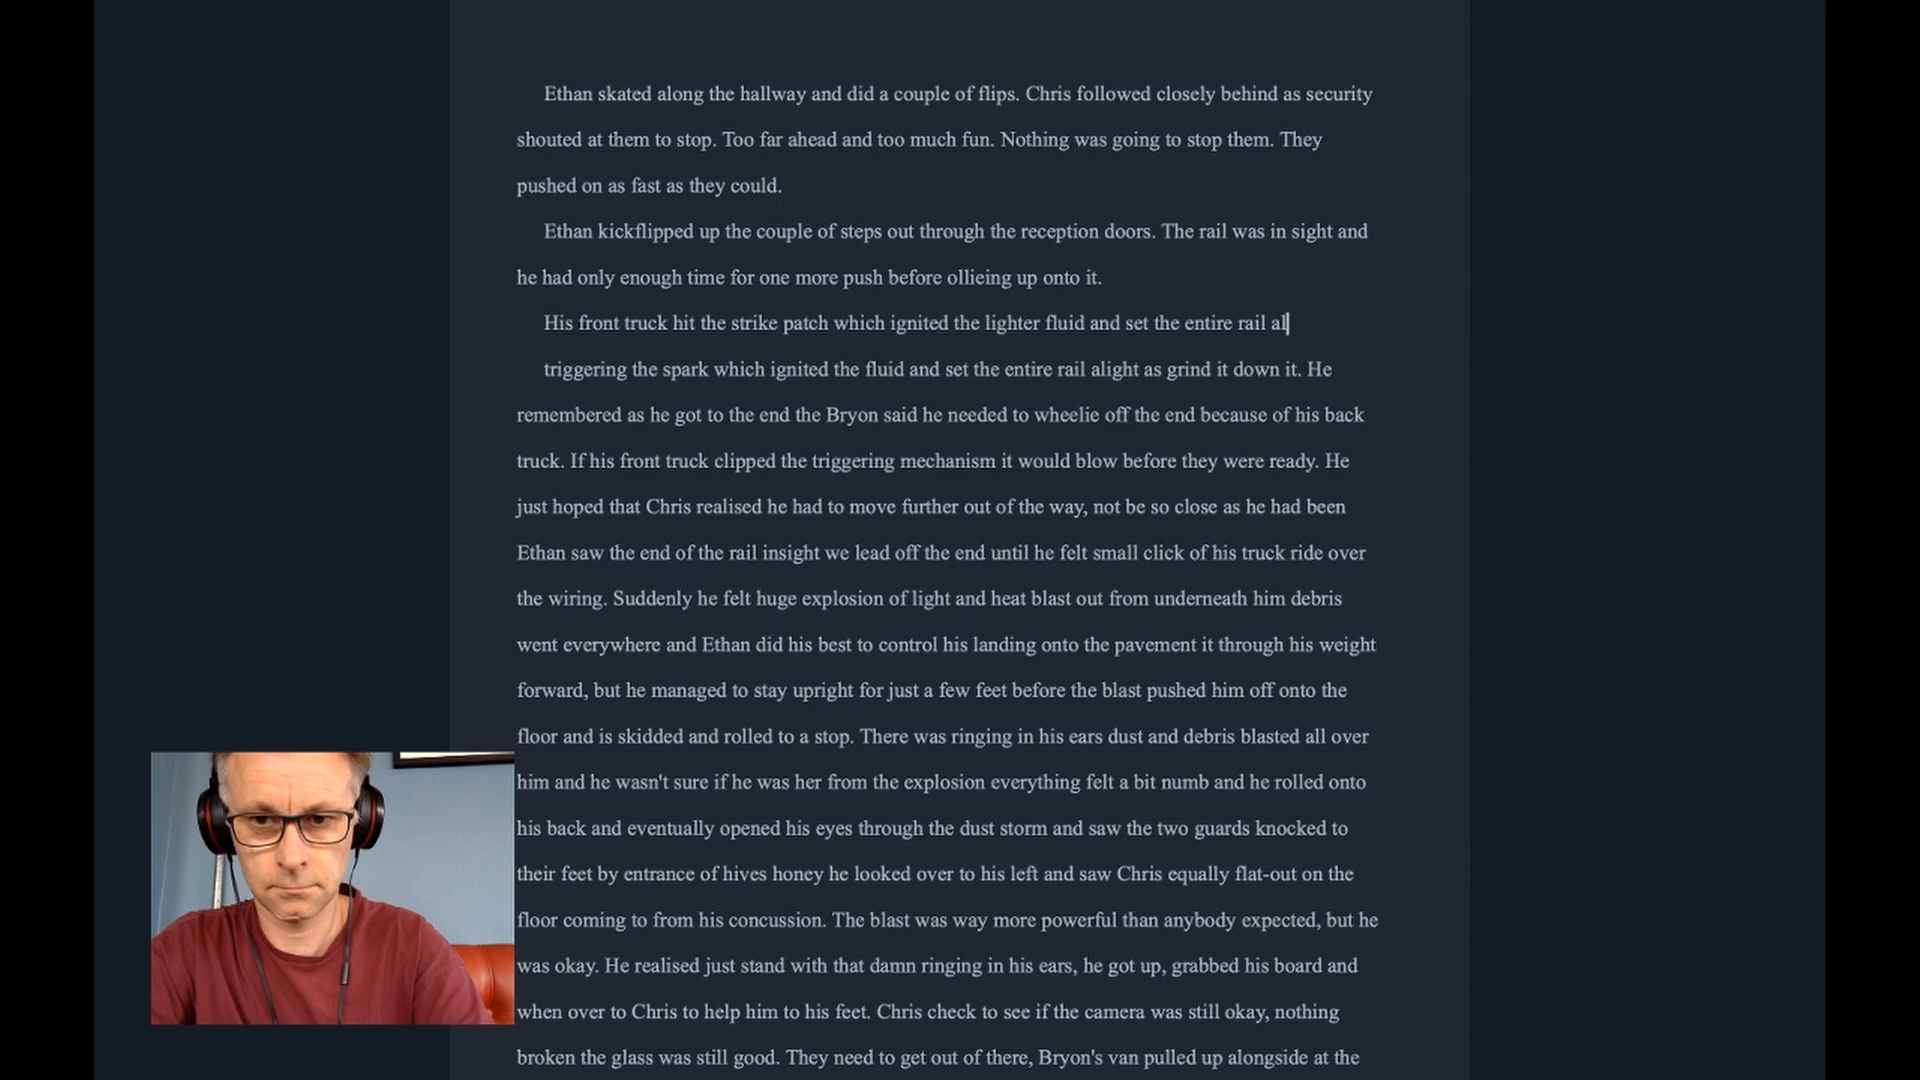 Ethan skated along the hallway and did a couple of flips. Chris followed closely behind as security
shouted at them to stop. Too far ahead and too much fun. Nothing was going to stop them. They
pushed on as fast as they could.
Ethan kickflipped up the couple of steps out through the reception doors. The rail was in sight and
he had only enough time for one more push before ollieing up onto it.
His front truck hit the strike patch which ignited the lighter fluid and set the entire rail al
triggering the spark which ignited the fluid and set the entire rail alight as grind it down it. He
remembered as he got to the end the Bryon said he needed to wheelie off the end because of his back
truck. If his front truck clipped the triggering mechanism it would blow before they were ready. He
just hoped that Chris realised he had to move further out of the way, not be so close as he had been
Ethan saw the end of the rail insight we lead off the end until he felt small click of his truck ride over
the wiring. Suddenly he felt huge explosion of light and heat blast out from underneath him debris
went everywhere and Ethan did his best to control his landing onto the pavement it through his weight
forward, but he managed to stay upright for just a few feet before the blast pushed him off onto the
floor and is skidded and rolled to a stop. There was ringing in his ears dust and debris blasted all over
him and he wasn't sure if he was her from the explosion everything felt a bit numb and he rolled onto
his back and eventually opened his eyes through the dust storm and saw the two guards knocked to
their feet by entrance of hives honey he looked over to his left and saw Chris equally flat-out on the
floor coming to from his concussion. The blast was way more powerful than anybody expected, but he
was okay. He realised just stand with that damn ringing in his ears, he got up, grabbed his board and
when over to Chris to help him to his feet. Chris check to see if the camera was still okay, nothing
broken the glass was still good. They need to get out of there, Bryon's van pulled up alongside at the